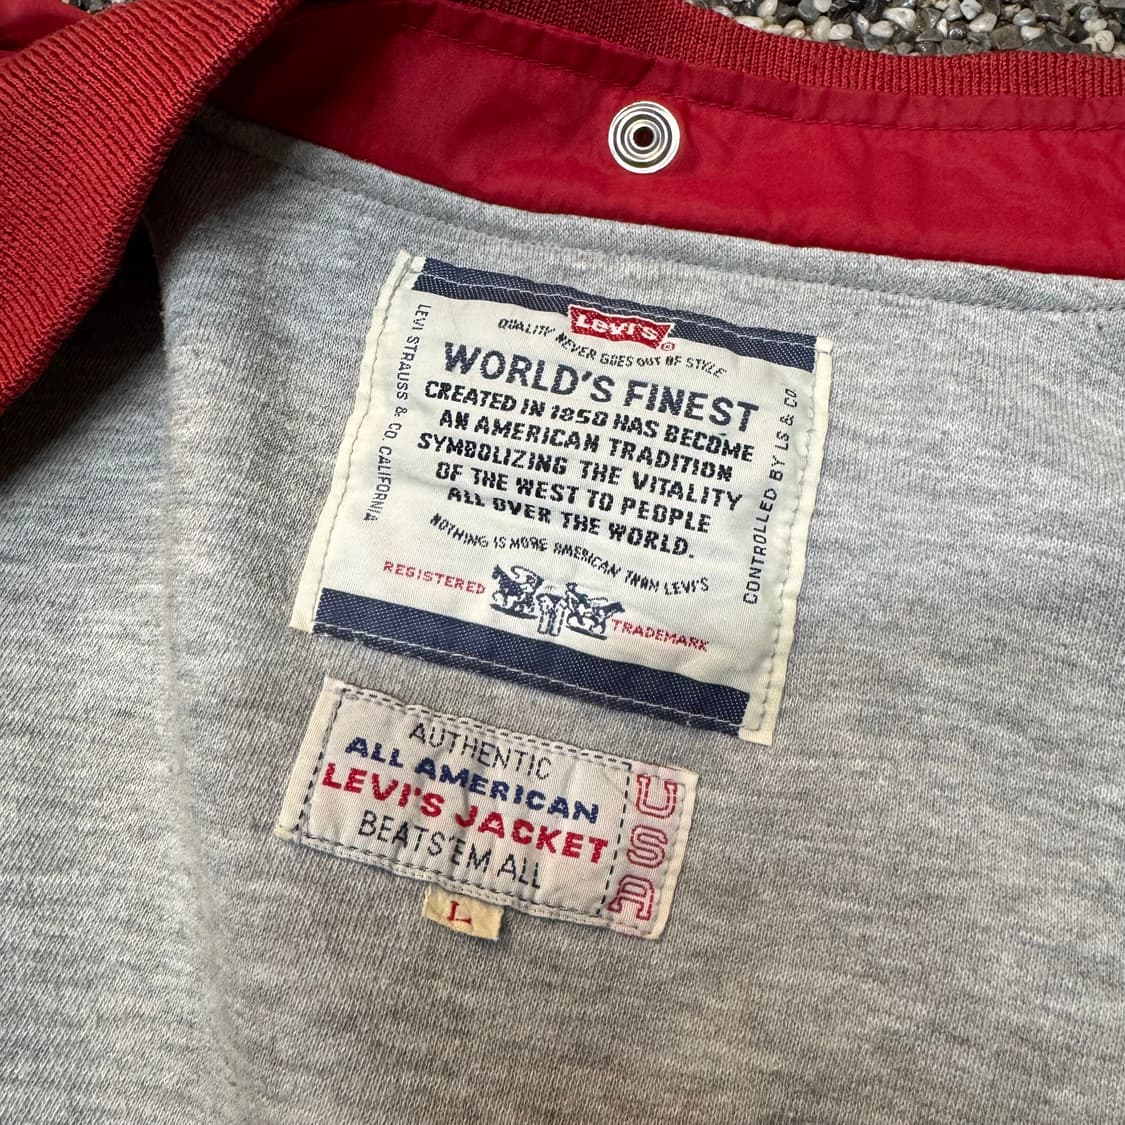 Levi's
QUALITY NEVER GOES OUT OF STYLE
WORLD'S FINEST
CREATED IN 1850 HAS BECOME
AN AMERICAN TRADITION
SYMBOLIZING THE VITALITY
OF THE WEST TO PEOPLE
ALL OVER THE WORLD.
NOTHING IS MORE AMERICAN THAN LEVI'S
REGISTERED TRADEMARK
LEVI STRAUSS & CO. CALIFORNIA
CONTROLLED BY LS & CO.
AUTHENTIC
ALL AMERICAN
LEVI'S JACKET
BEATS'EM ALL
USA
L